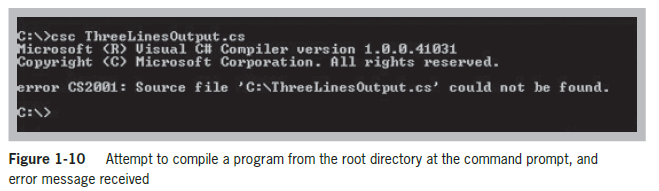 C:\>csc ThreeLinesOutput.cs
Microsoft (R) Visual C# Compiler version 1.0.0.41031
Copyright (C) Microsoft Corporation. All rights reserved.
error CS2001: Source file 'C:\ThreeLinesOutput.cs' could not be found.
C:\>
Figure 1-10 Attempt to compile a program from the root directory at the command prompt, and
error message received